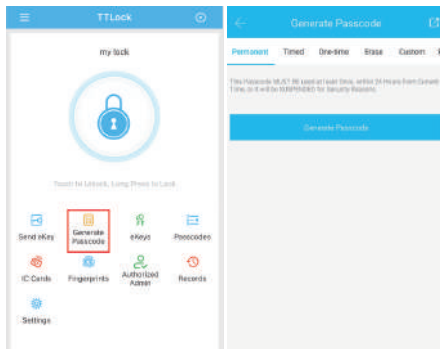 TTLock
my lock
Touch to Unlock, Long Press to Lock
Send eKey
Generate
Passcode
eKeys
Passcodes
IC Cards
Fingerprints
Authorized
Admin
Records
Settings
Generate Passcode
Permanent Timed One-time Erase Custom
This Passcode MUST BE used at least Once, within 24 Hours from Current
Time, or it will be SUSPENDED for Security Reasons.
Generate Passcode